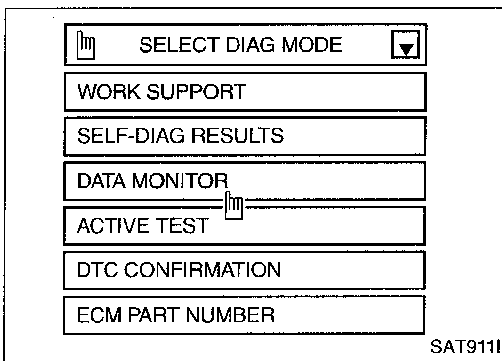 SELECT DIAG MODE
WORK SUPPORT
SELF-DIAG RESULTS
DATA MONITOR
ACTIVE TEST
DTC CONFIRMATION
ECM PART NUMBER
SAT911I